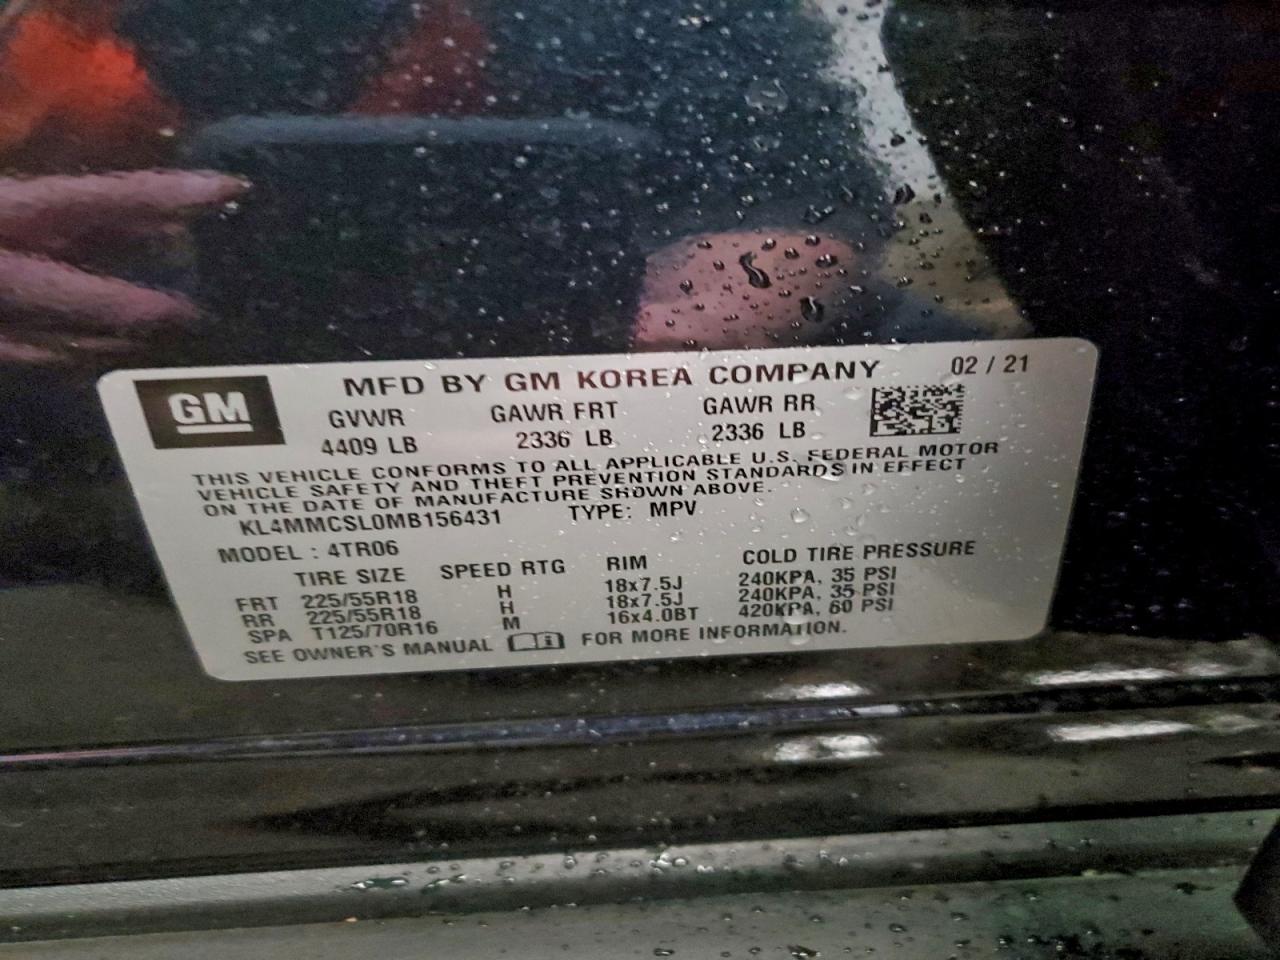 GM
MFD BY GM KOREA COMPANY 02 / 21
GVWR GAWR FRT GAWR RR
4409 LB 2336 LB 2336 LB
THIS VEHICLE CONFORMS TO ALL APPLICABLE U.S. FEDERAL MOTOR
VEHICLE SAFETY AND THEFT PREVENTION STANDARDS IN EFFECT
ON THE DATE OF MANUFACTURE SHOWN ABOVE.
KL4MMCSL0MB156431 TYPE: MPV
MODEL : 4TR06
TIRE SIZE SPEED RTG RIM COLD TIRE PRESSURE
FRT 225/55R18 H 18x7.5J 240KPA, 35 PSI
RR 225/55R18 H 18x7.5J 240KPA, 35 PSI
SPA T125/70R16 M 16x4.0BT 420KPA, 60 PSI
SEE OWNER'S MANUAL FOR MORE INFORMATION.